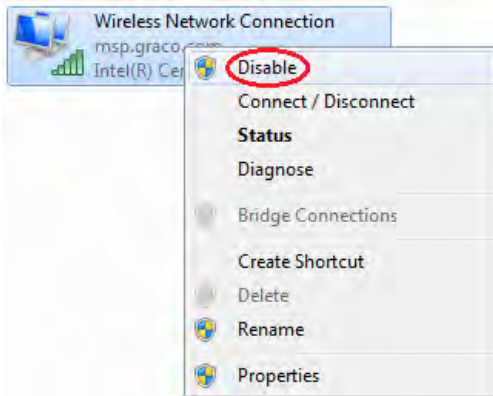 Wireless Network Connection
msp.graco.com
Intel(R) Cer
Disable
Connect / Disconnect
Status
Diagnose
Bridge Connections
Create Shortcut
Delete
Rename
Properties